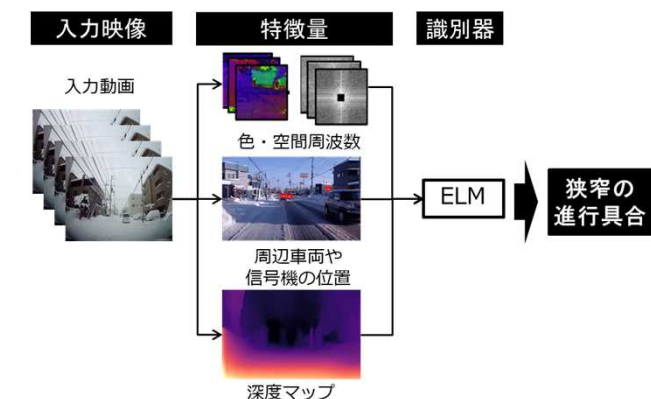 入力映像
特徴量
識別器
入力動画
色・空間周波数
周辺車両や
信号機の位置
深度マップ
ELM
狭窄の
進行具合